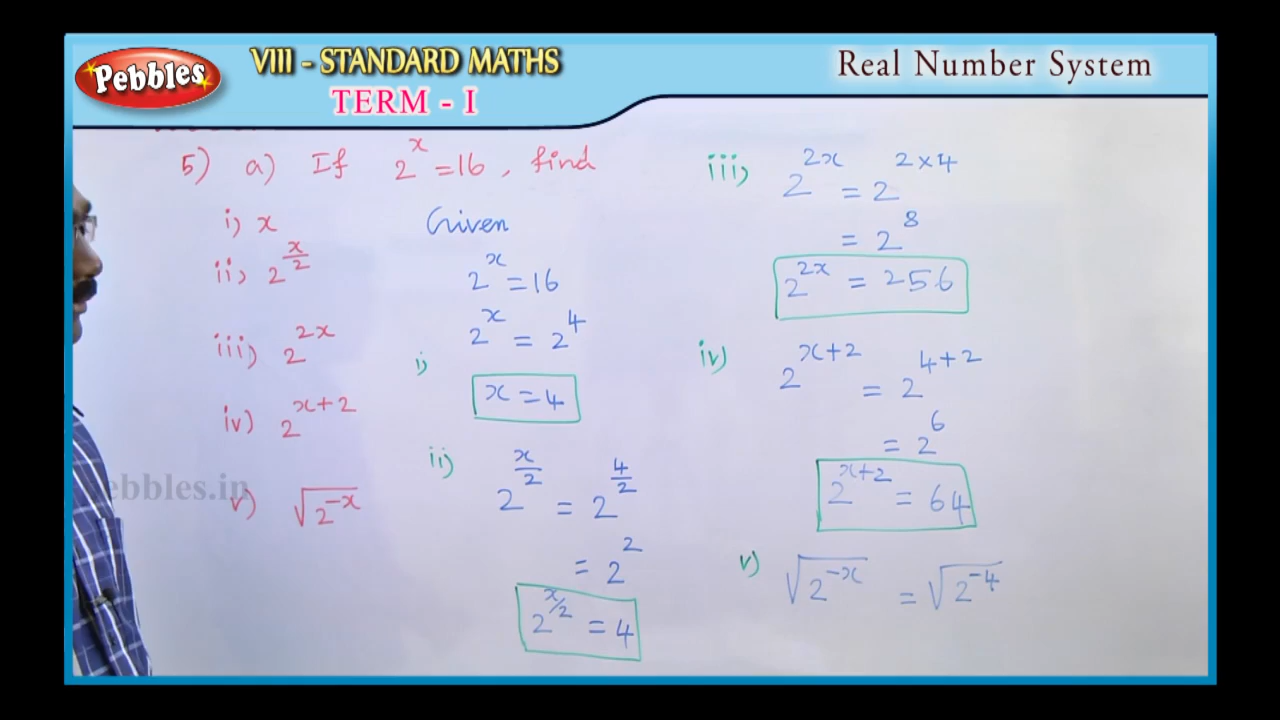 Pebbles
VIII - STANDARD MATHS
TERM - I
Real Number System
5) a) If 2^x = 16, find
i) x
ii) 2^(x/2)
iii) 2^(2x)
iv) 2^(x+2)
v) √(2^(-x))
Given
2^x = 16
2^x = 2^4
i) x = 4
ii) 2^(x/2) = 2^(4/2)
= 2^2
2^(x/2) = 4
iii) 2^(2x) = 2^(2×4)
= 2^8
2^(2x) = 256
iv) 2^(x+2) = 2^(4+2)
= 2^6
2^(x+2) = 64
v) √(2^(-x)) = √(2^(-4))
ebbles.in